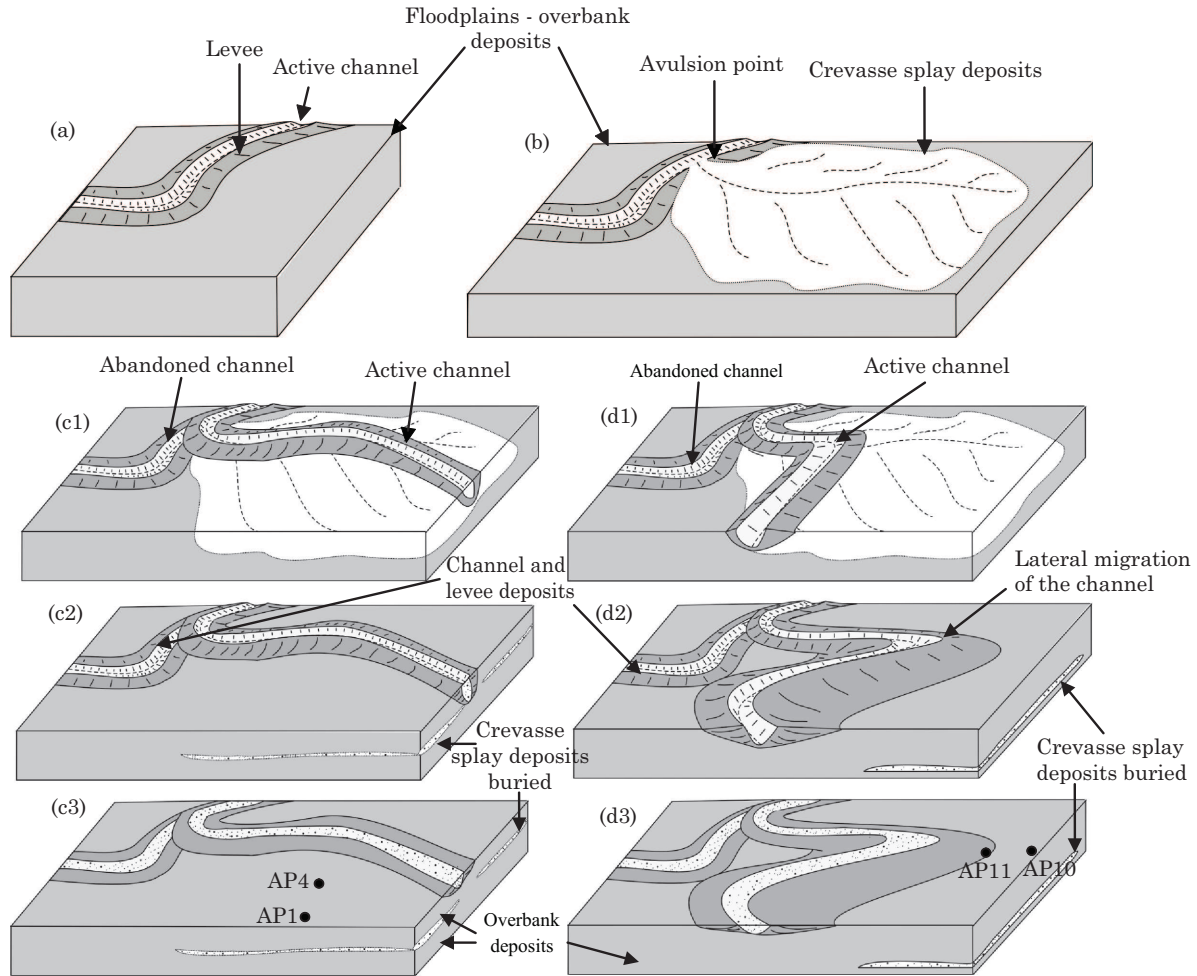 Floodplains - overbank
deposits
Levee
Active channel
Avulsion point
Crevasse splay deposits
(a)
(b)
Abandoned channel
Active channel
Abandoned channel
Active channel
(c1)
(d1)
Channel and
levee deposits
Lateral migration
of the channel
(c2)
(d2)
Crevasse
splay deposits
buried
Crevasse splay
deposits buried
(c3)
(d3)
AP4
AP1
AP11
AP10
Overbank
deposits